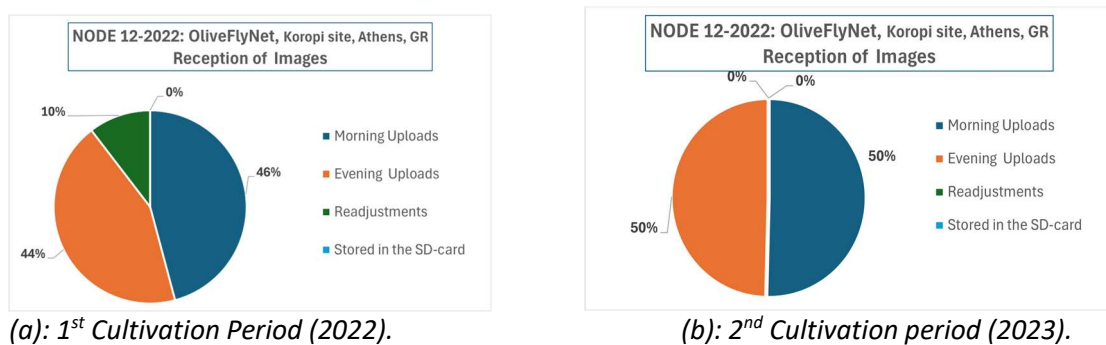 NODE 12-2022: OliveFlyNet, Koropi site, Athens, GR
Reception of Images
0%
10%
46%
44%
Morning Uploads
Evening Uploads
Readjustments
Stored in the SD-card
(a): 1st Cultivation Period (2022).
NODE 12-2022: OliveFlyNet, Koropi site, Athens, GR
Reception of Images
0%
0%
50%
50%
Morning Uploads
Evening Uploads
Readjustments
Stored in the SD-card
(b): 2nd Cultivation period (2023).